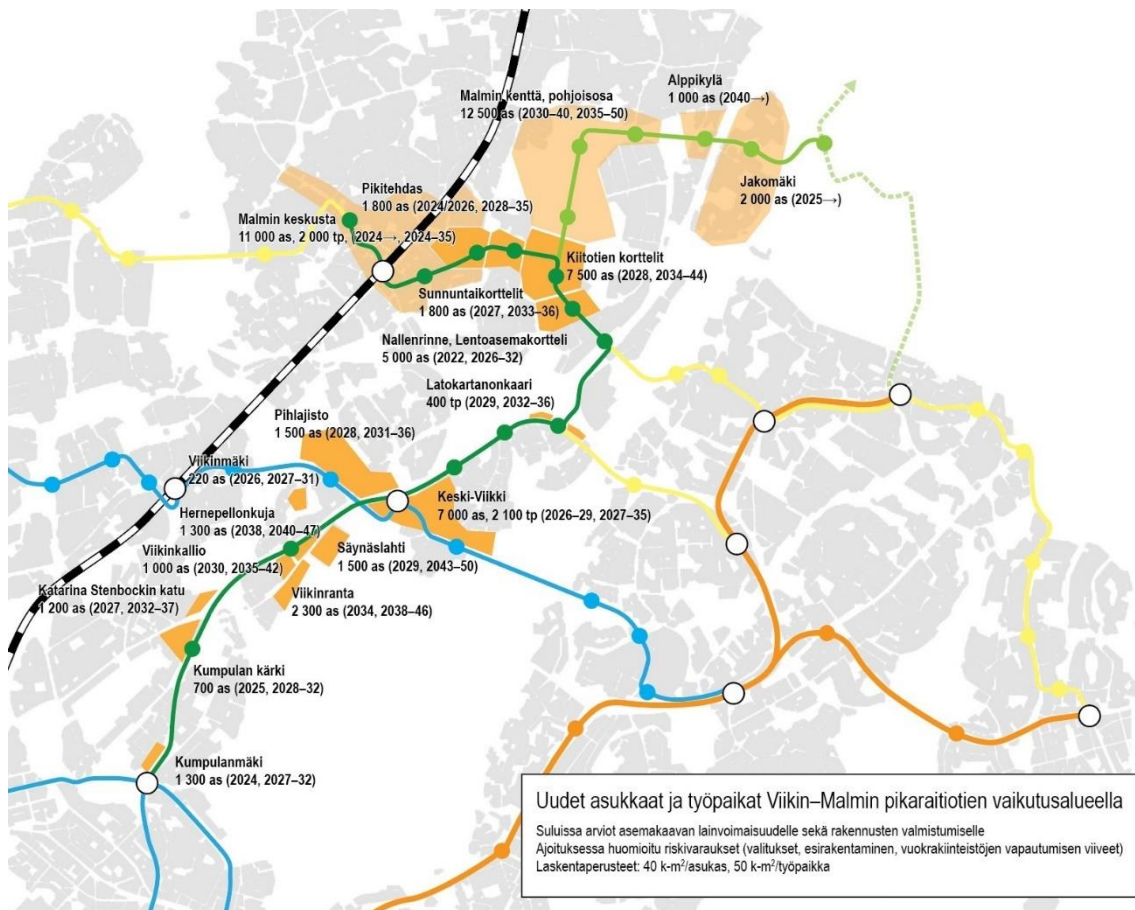 Alppikylä
1 000 as (2040→)
Malmin kenttä, pohjoisosa
12 500 as (2030–40, 2035–50)
Jakomäki
2 000 as (2025→)
Pikitehdas
1 800 as (2024/2026, 2028–35)
Malmin keskusta
11 000 as, 2 000 tp, (2024→, 2024–35)
Kiitotien korttelit
7 500 as (2028, 2034–44)
Sunnuntaikorttelit
1 800 as (2027, 2033–36)
Nallenrinne, Lentoasemakortteli
5 000 as (2022, 2026–32)
Latokartanonkaari
400 tp (2029, 2032–36)
Pihlajisto
1 500 as (2028, 2031–36)
Viikinmäki
220 as (2026, 2027–31)
Keski-Viikki
7 000 as, 2 100 tp (2026–29, 2027–35)
Hernepellonkuja
1 300 as (2038, 2040–47)
Viikinkallio
1 000 as (2030, 2035–42)
Säynäslahti
1 500 as (2029, 2043–50)
Katarina Stenbockin katu
1 200 as (2027, 2032–37)
Viikinranta
2 300 as (2034, 2038–46)
Kumpulan kärki
700 as (2025, 2028–32)
Kumpulanmäki
1 300 as (2024, 2027–32)
Uudet asukkaat ja työpaikat Viikin–Malmin pikaraitiotien vaikutusalueella
Suluissa arviot asemakaavan lainvoimaisuudelle sekä rakennusten valmistumiselle
Ajoituksessa huomioitu riskivaraukset (valitukset, esirakentaminen, vuokrakiinteistöjen vapautumisen viiveet)
Laskentaperusteet: 40 k-m²/asukas, 50 k-m²/työpaikka